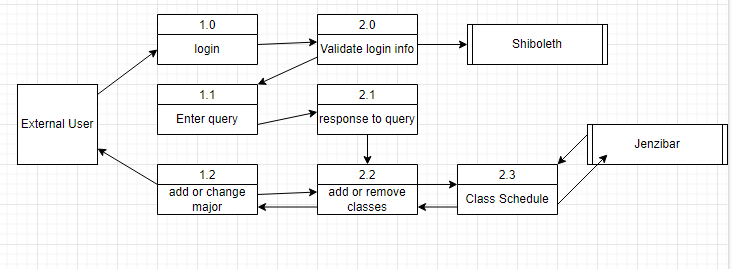 1.0
login
2.0
Validate login info
Shiboleth
External User
1.1
Enter query
2.1
response to query
Jenzibar
1.2
add or change
major
2.2
add or remove
classes
2.3
Class Schedule